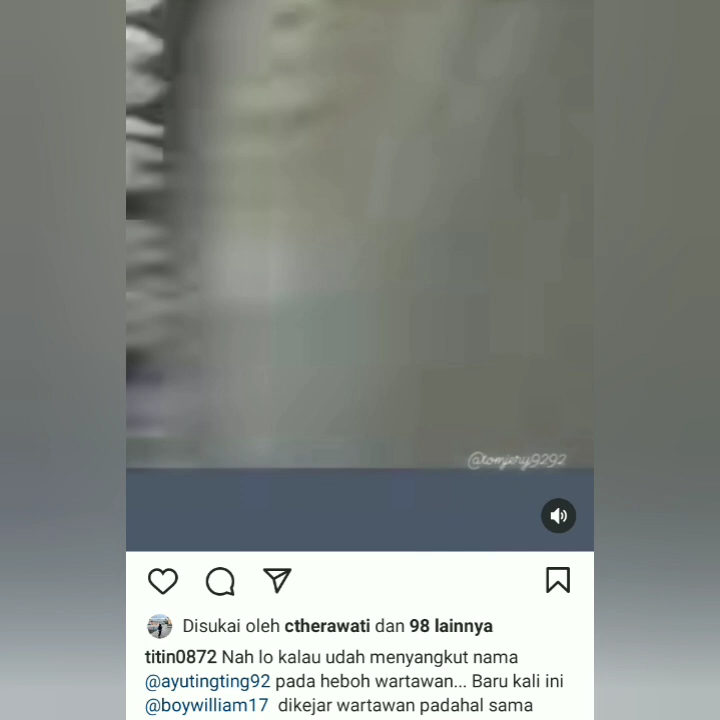 @tomjery9292
Disukai oleh ctherawati dan 98 lainnya
titin0872 Nah lo kalau udah menyangkut nama
@ayutingting92 pada heboh wartawan... Baru kali ini
@boywilliam17 dikejar wartawan padahal sama